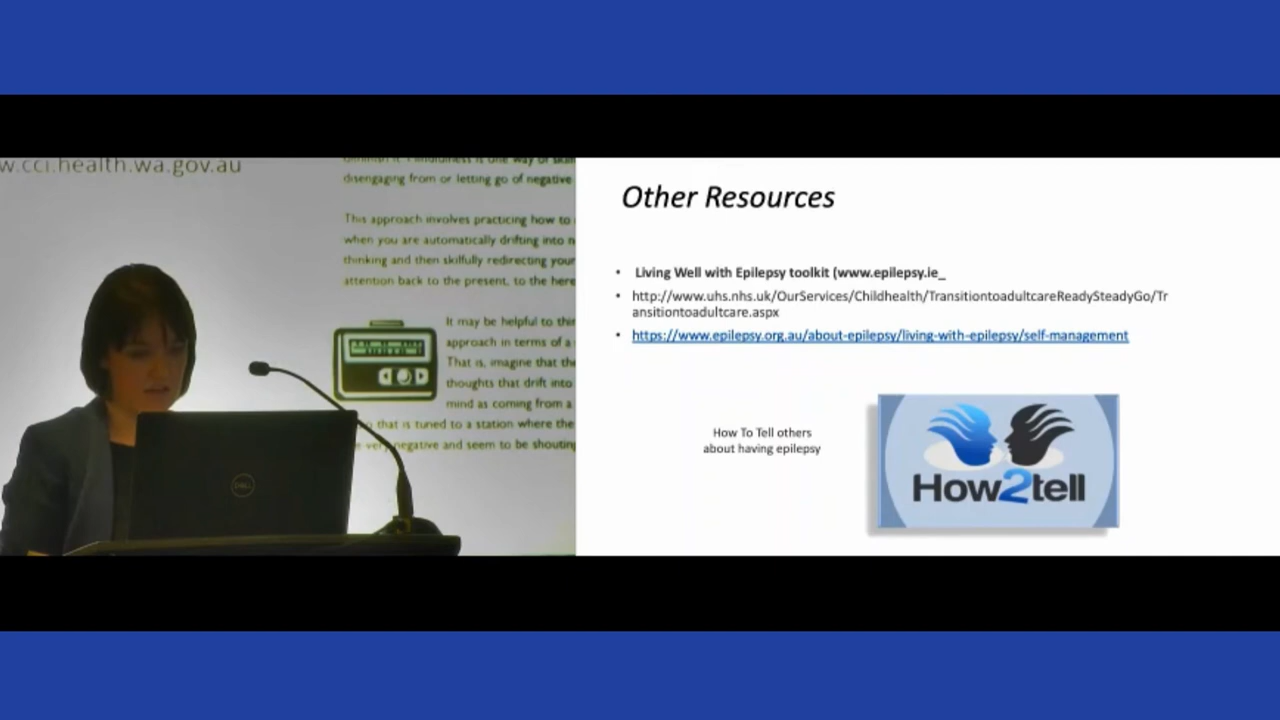 w.cci.health.wa.gov.au
disengaging from or letting go of negative
This approach involves practicing how to
when you are automatically drifting into n
thinking and then skilfully redirecting your
attention back to the present, to the here
It may be helpful to thin
approach in terms of a
That is, imagine that the
thoughts that drift into
mind as coming from a
that is tuned to a station where the
very negative and seem to be shouting
DELL
Other Resources
• Living Well with Epilepsy toolkit (www.epilepsy.ie_
• http://www.uhs.nhs.uk/OurServices/Childhealth/TransitiontoadultcareReadySteadyGo/Tr
ansitiontoadultcare.aspx
• https://www.epilepsy.org.au/about-epilepsy/living-with-epilepsy/self-management
How To Tell others
about having epilepsy
How2tell